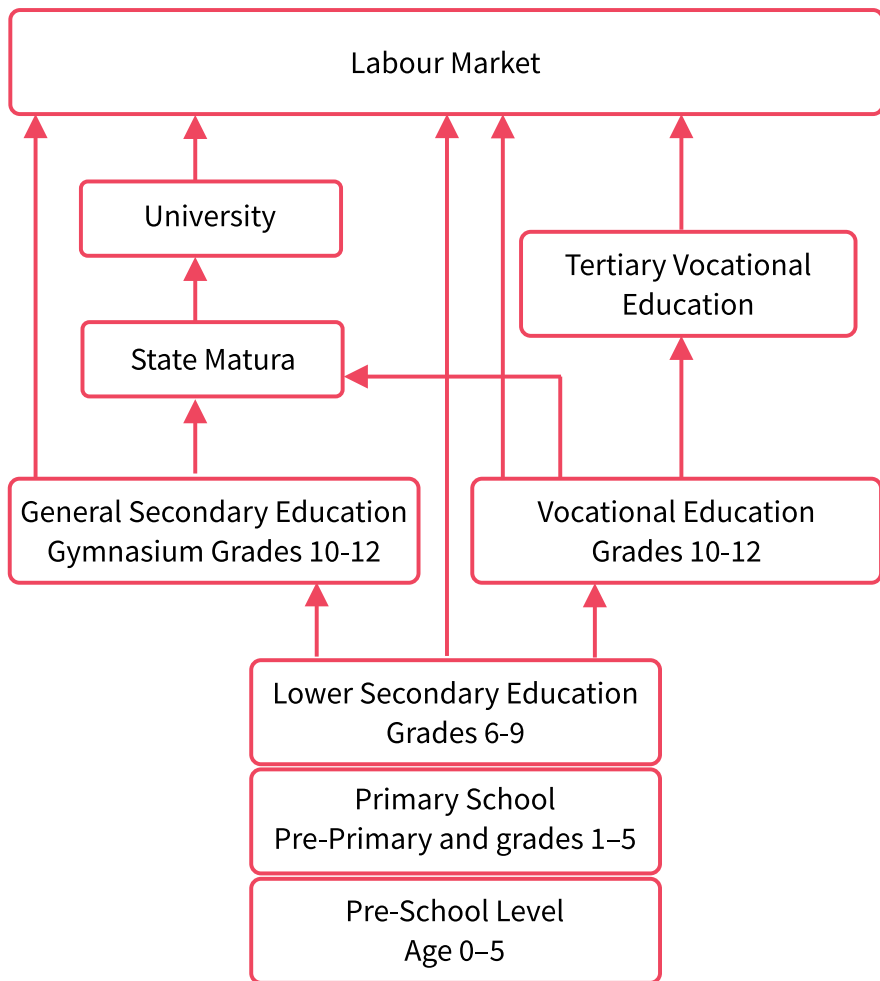 Labour Market
University
Tertiary Vocational
Education
State Matura
General Secondary Education
Gymnasium Grades 10-12
Vocational Education
Grades 10-12
Lower Secondary Education
Grades 6-9
Primary School
Pre-Primary and grades 1–5
Pre-School Level
Age 0–5